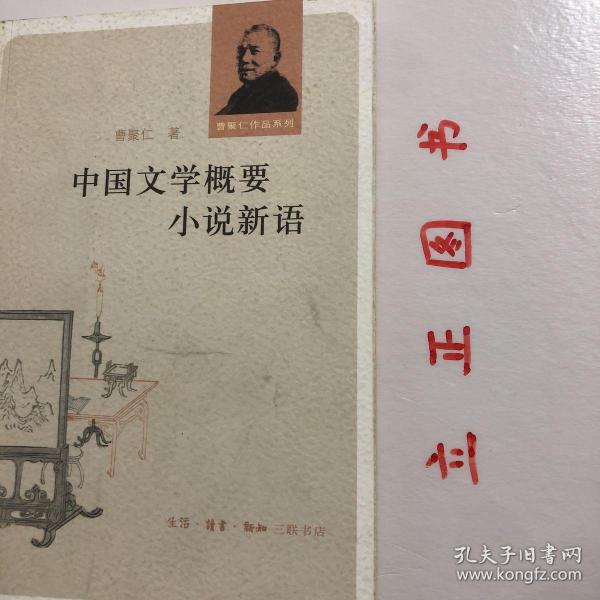 曹聚仁作品系列
曹聚仁 著
中国文学概要
小说新语
生活·讀書·新知 三联书店
书
图
正
立
孔夫子旧书网
www.kongfz.com